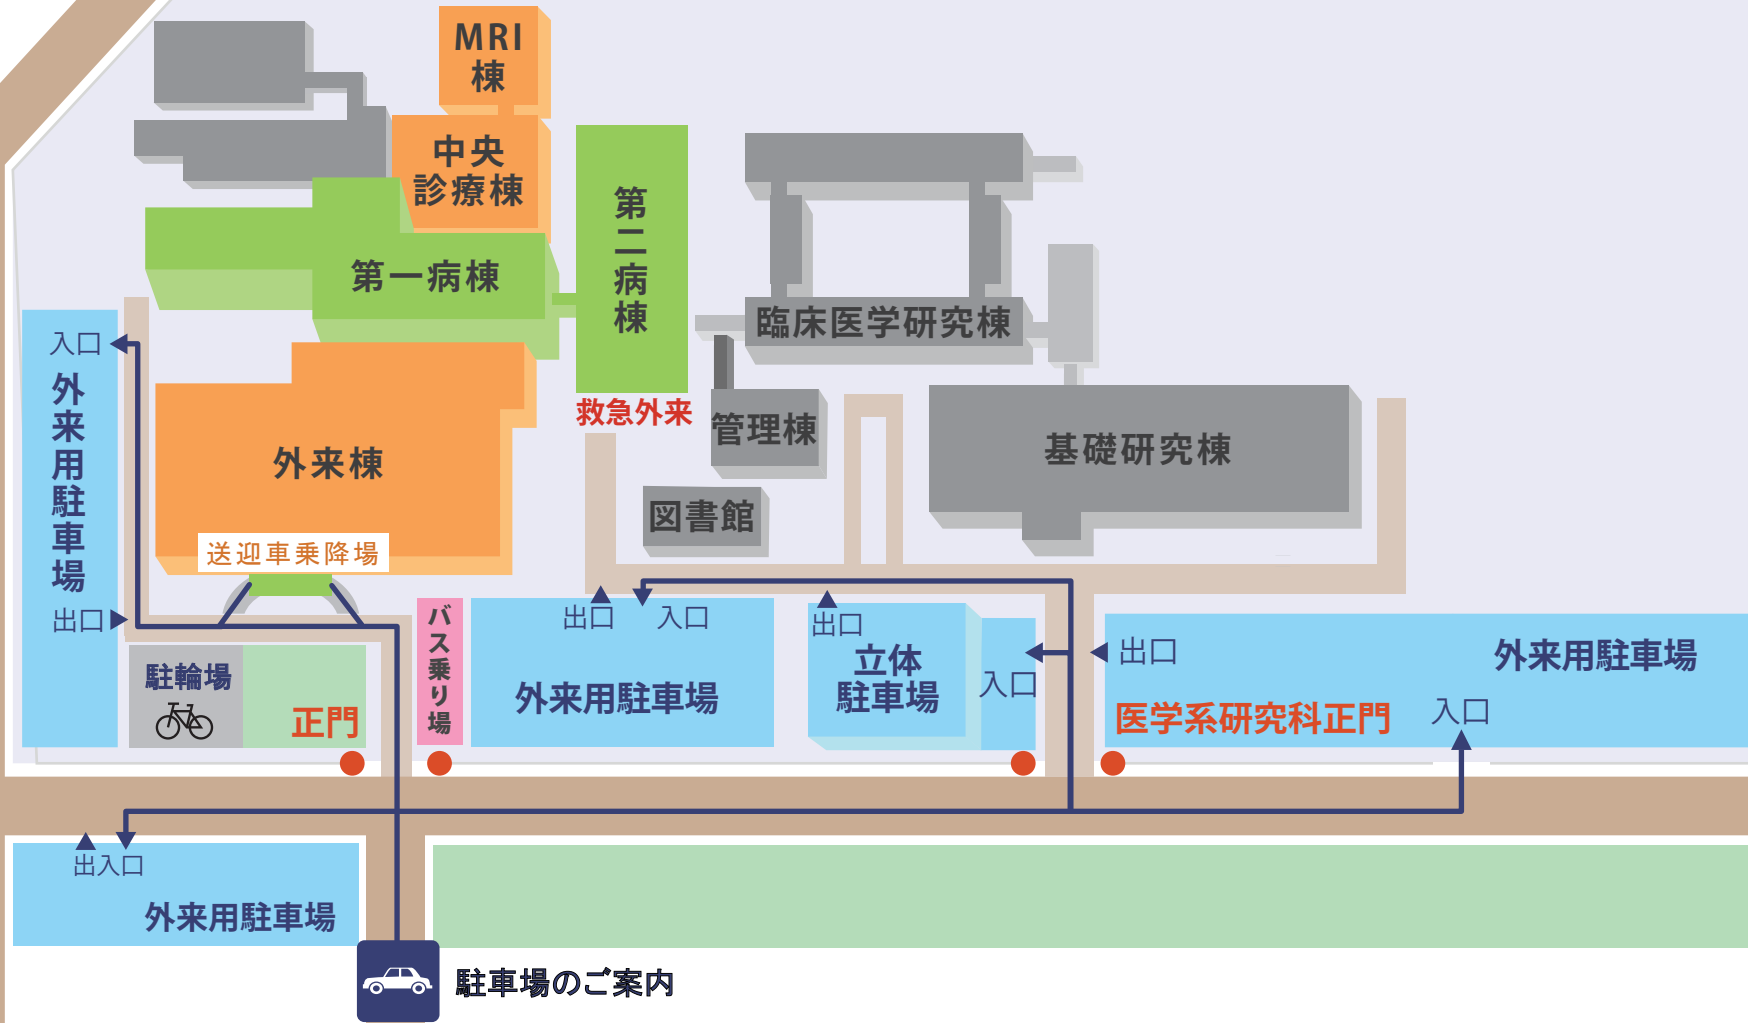 MRI
棟
中央
診療棟
第二病棟
第一病棟
臨床医学研究棟
入口
外来用駐車場
出口
救急外来
管理棟
基礎研究棟
外来棟
図書館
送迎車乗降場
バス乗り場
出口
入口
出口
立体
駐車場
入口
出口
外来用駐車場
駐輪場
正門
外来用駐車場
医学系研究科正門
入口
出入口
外来用駐車場
駐車場のご案内